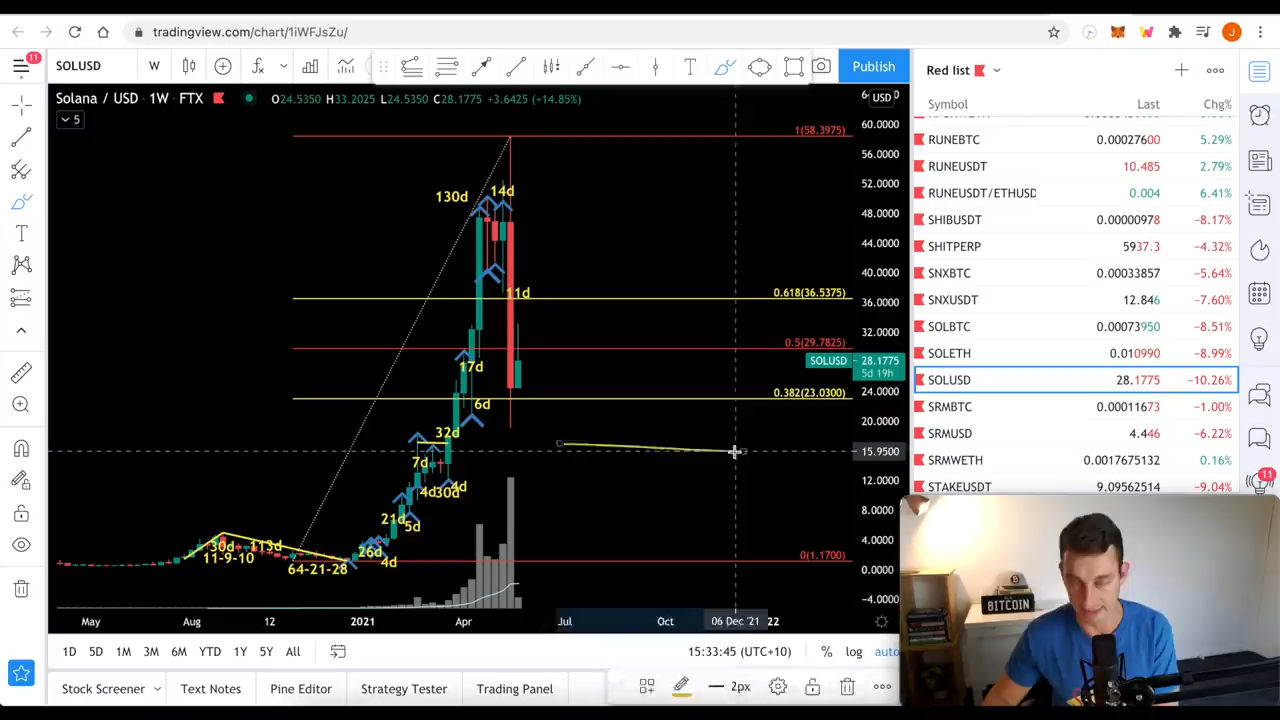 tradingview.com/chart/1iWFJsZu/
J
11
SOLUSD
W
Publish
Red list
Solana / USD 1W FTX O24.5350 H33.2025 L24.5350 C28.1775 +3.6425 (+14.85%)
USD
5
Symbol Last Chg%
RUNEBTC 0.00027600 5.29%
RUNEUSDT 10.485 2.79%
RUNEUSDT/ETHUSD 0.004 6.41%
SHIBUSDT 0.00000978 −8.17%
SHITPERP 5937.3 −4.32%
SNXBTC 0.00033857 −5.64%
SNXUSDT 12.846 −7.60%
SOLBTC 0.00073950 −8.51%
SOLETH 0.010990 −8.99%
SOLUSD 28.1775 −10.26%
SRMBTC 0.00011673 −1.00%
SRMUSD 4.446 −6.22%
SRMWETH 0.0017675132 0.16%
STAKEUSDT 9.09562514 −9.04%
11
60.0000
56.0000
52.0000
48.0000
44.0000
40.0000
36.0000
32.0000
SOLUSD 28.1775
5d 19h
24.0000
20.0000
15.9500
12.0000
8.0000
4.0000
0.0000
−4.0000
1(58.3975)
0.618(36.5375)
0.5(29.7825)
0.382(23.0300)
0(1.1700)
130d
14d
11d
17d
6d
32d
7d
4d
30d
4d
21d
5d
26d
4d
30d
113d
11-9-10
64-21-28
May Aug 12 2021 Apr Jul Oct 06 Dec '21 22
1D 5D 1M 3M 6M YTD 1Y 5Y All
15:33:45 (UTC+10) % log auto
Stock Screener Text Notes Pine Editor Strategy Tester Trading Panel
2px
BITCOIN